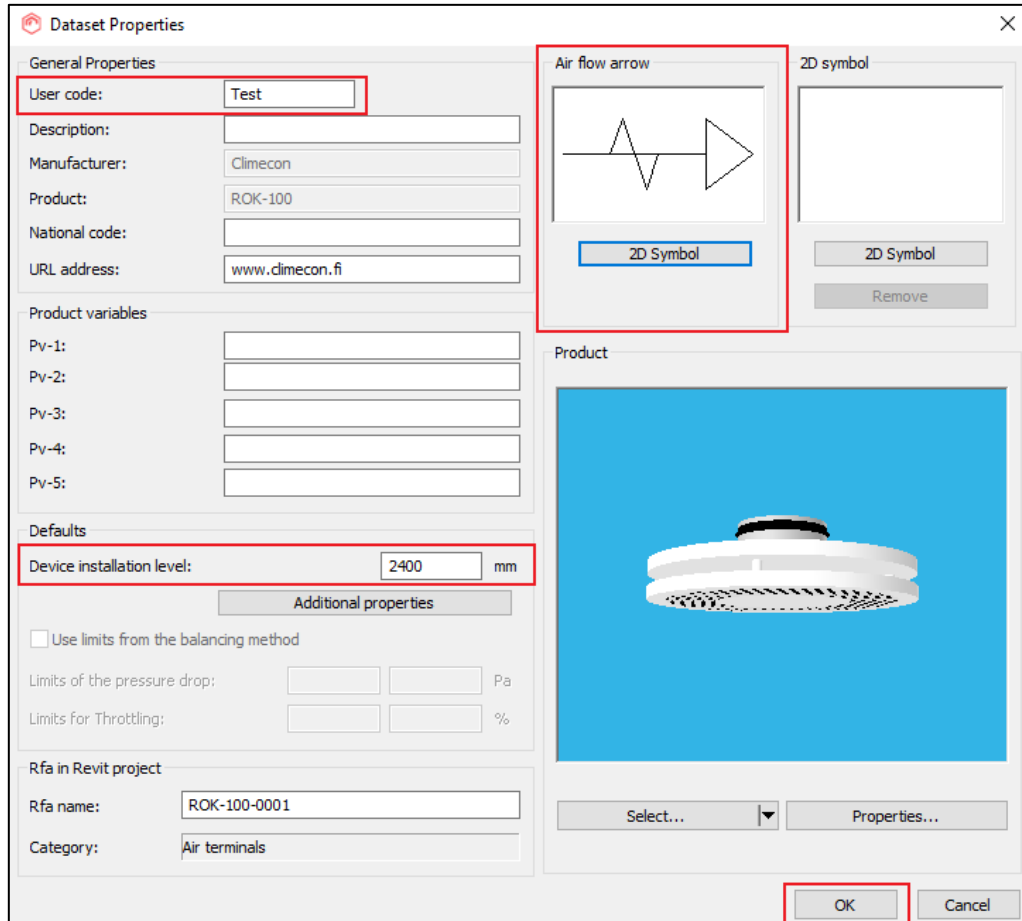 Dataset Properties
General Properties
User code: Test
Description:
Manufacturer: Climecon
Product: ROK-100
National code:
URL address: www.climecon.fi
Product variables
Pv-1:
Pv-2:
Pv-3:
Pv-4:
Pv-5:
Defaults
Device installation level: 2400 mm
Additional properties
Use limits from the balancing method
Limits of the pressure drop: Pa
Limits for Throttling: %
Rfa in Revit project
Rfa name: ROK-100-0001
Category: Air terminals
Air flow arrow
2D Symbol
2D symbol
2D Symbol
Remove
Product
Select...
Properties...
OK
Cancel